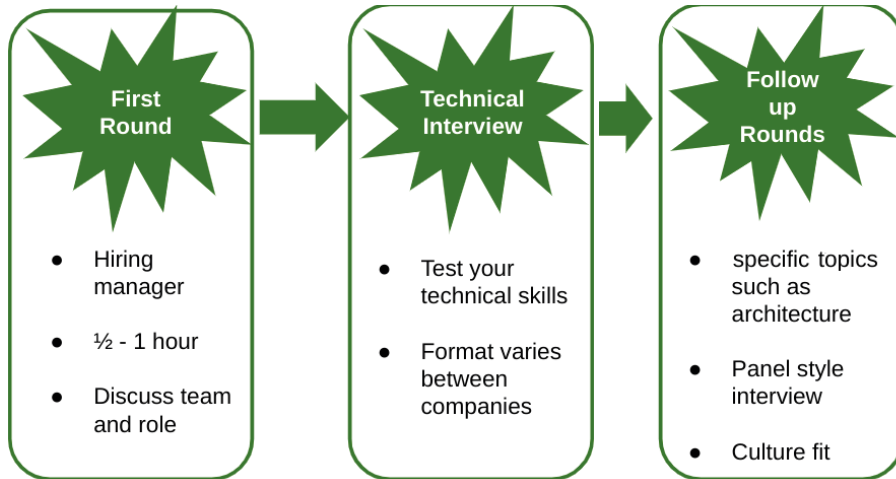 First
Round
● Hiring
manager
● ½ - 1 hour
● Discuss team
and role
Technical
Interview
● Test your
technical skills
● Format varies
between
companies
Follow
up
Rounds
● specific topics
such as
architecture
● Panel style
interview
● Culture fit